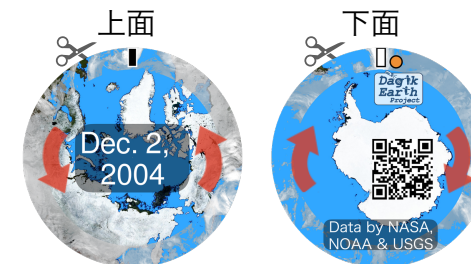 上面
下面
Dec. 2,
2004
Dagik
Earth
Project
Data by NASA,
NOAA & USGS